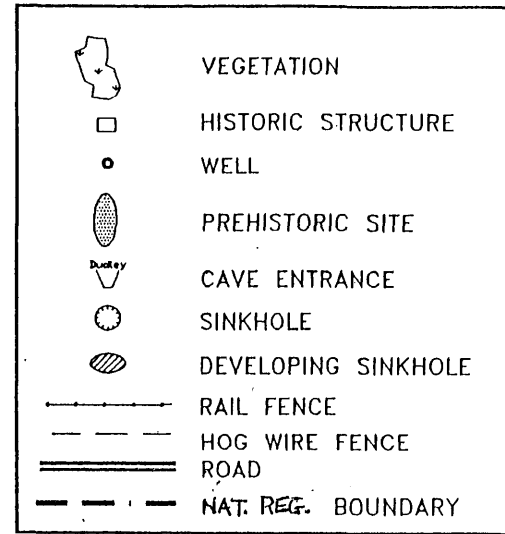 VEGETATION
HISTORIC STRUCTURE
WELL
PREHISTORIC SITE
Dudley
CAVE ENTRANCE
SINKHOLE
DEVELOPING SINKHOLE
RAIL FENCE
HOG WIRE FENCE
ROAD
NAT. REG. BOUNDARY